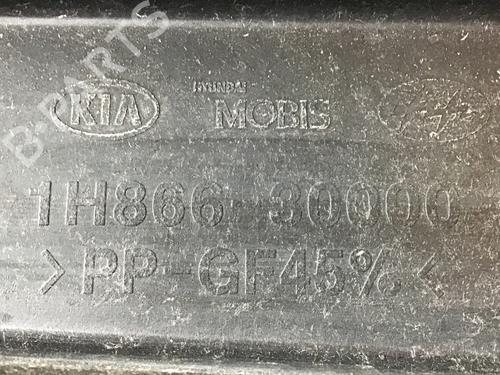 B-PARTS
KIA
HYUNDAI
MOBIS
1H866-30000
>PP-GF45%<